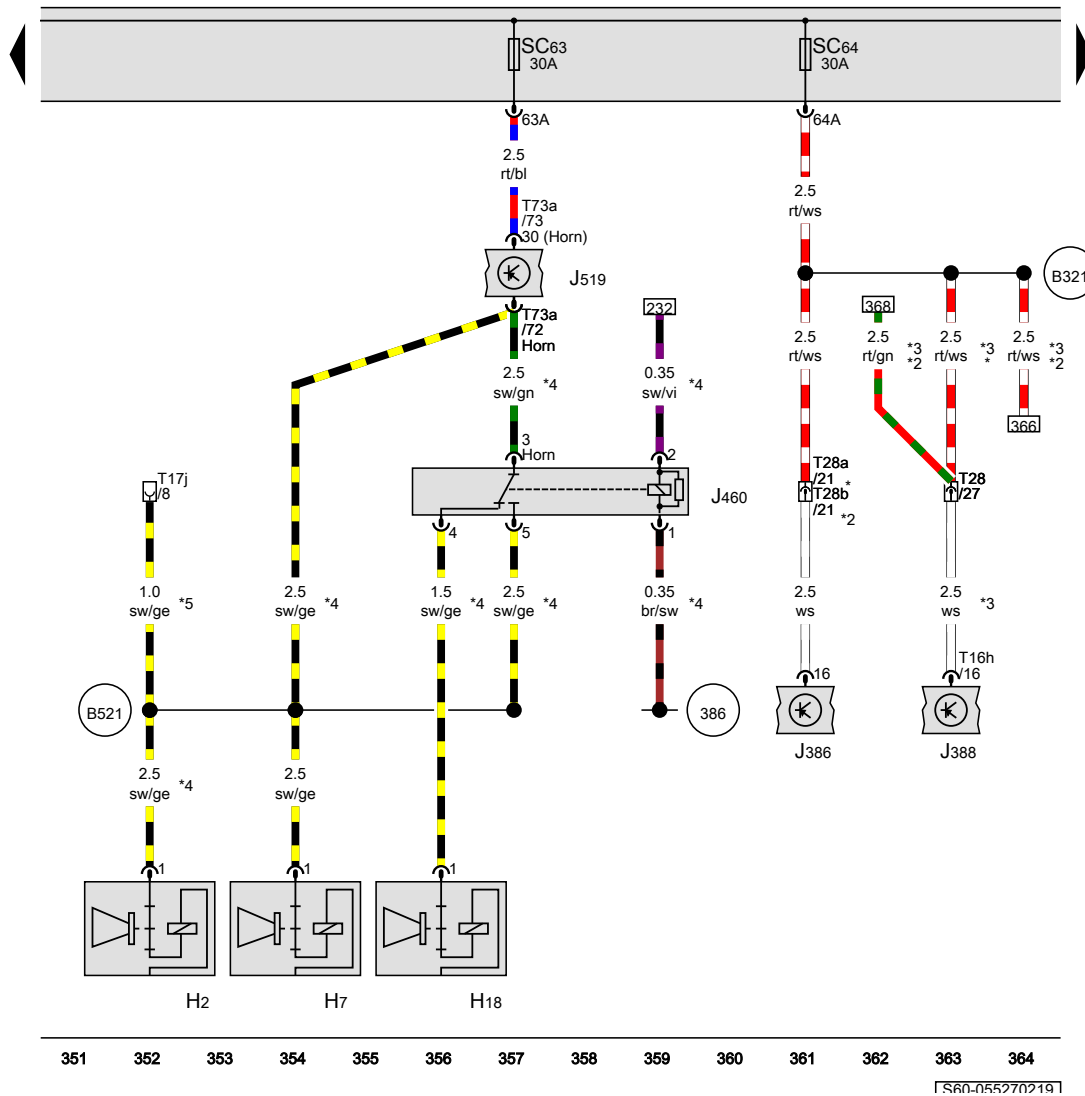 SC63
30A
SC64
30A
63A
64A
2.5
rt/bl
2.5
rt/ws
T73a
/73
30 (Horn)
J519
B321
T73a
/72
Horn
232
368
2.5
sw/gn *4
0.35
sw/vi *4
2.5
rt/ws
2.5
rt/gn *3
*2
2.5
rt/ws *3
*
2.5
rt/ws *3
*2
366
3
Horn
2
T17j
/8
T28a
/21 *
T28b
/21 *2
T28
/27
J460
4
5
1
1.0
sw/ge *5
2.5
sw/ge *4
1.5
sw/ge *4
2.5
sw/ge *4
0.35
br/sw *4
2.5
ws
2.5
ws *3
16
T16h
/16
B521
386
J386
J388
2.5
sw/ge *4
2.5
sw/ge
1
1
1
H2
H7
H18
351 352 353 354 355 356 357 358 359 360 361 362 363 364
S60-055270219